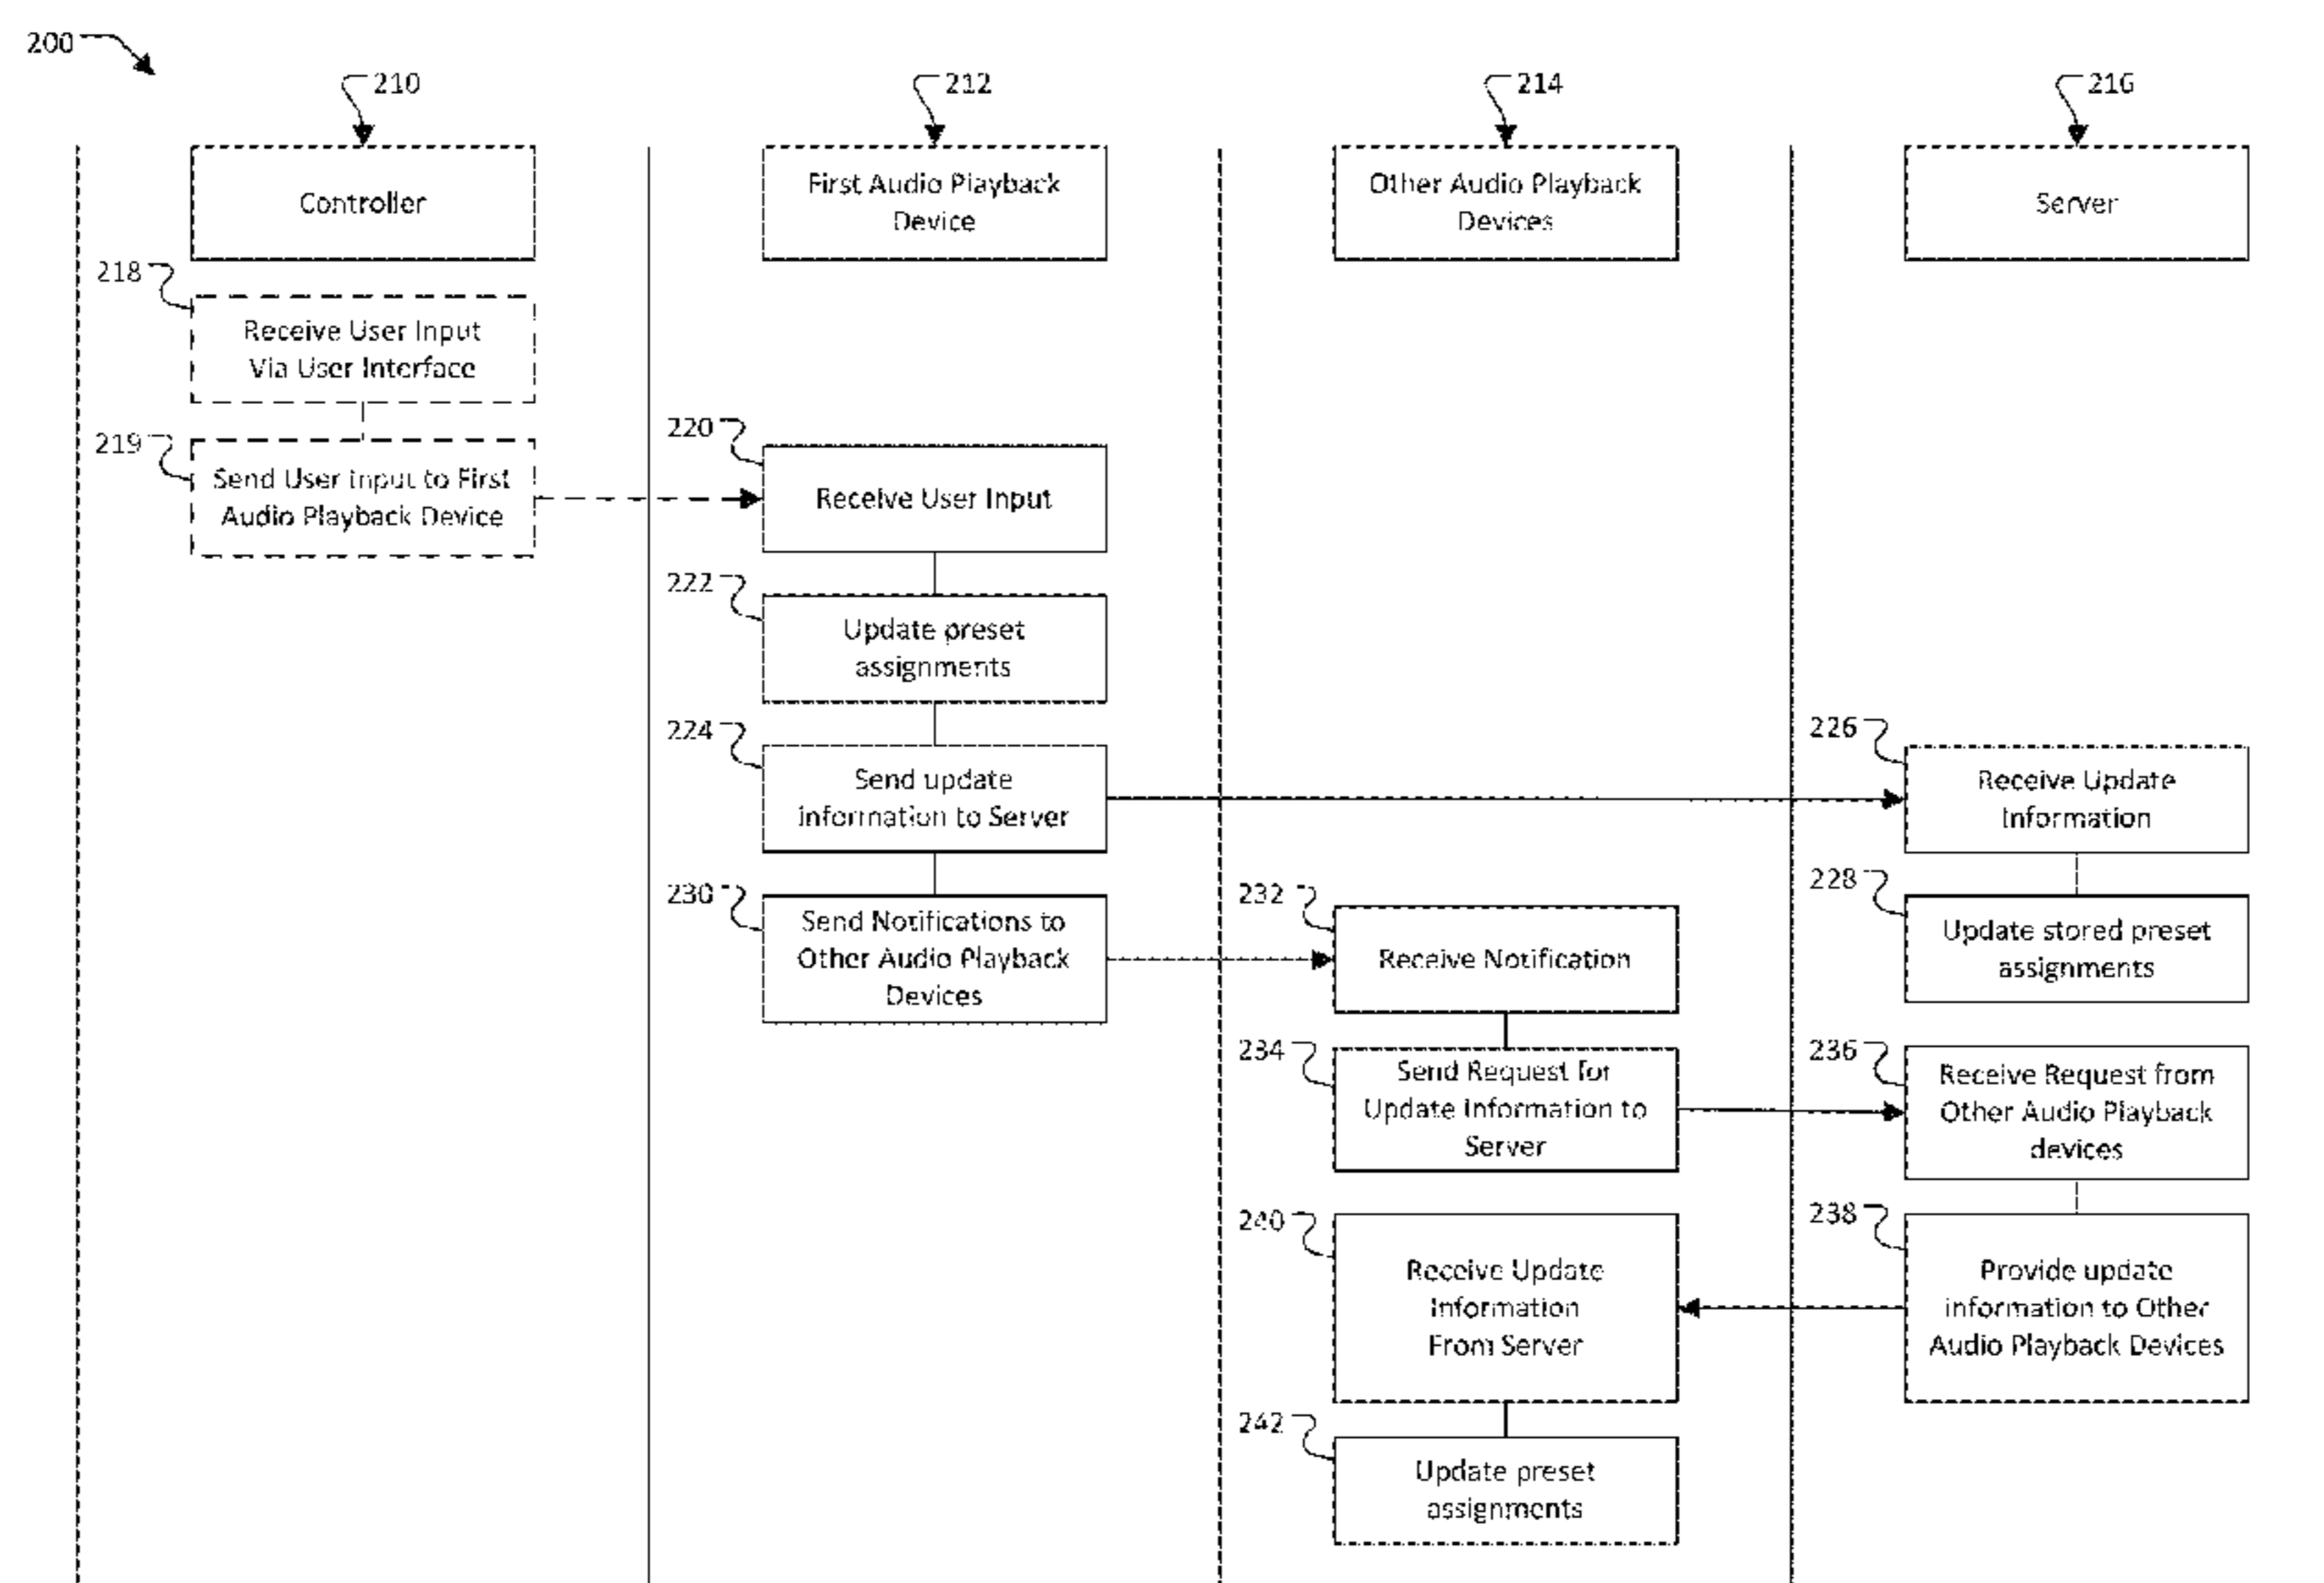 200
210
212
214
216
Controller
First Audio Playback
Device
Other Audio Playback
Devices
Server
218
Receive User Input
Via User Interface
219
Send User Input to First
Audio Playback Device
220
Receive User Input
222
Update preset
assignments
224
Send update
information to Server
226
Receive Update
Information
228
Update stored preset
assignments
230
Send Notifications to
Other Audio Playback
Devices
232
Receive Notification
234
Send Request for
Update Information to
Server
236
Receive Request from
Other Audio Playback
devices
238
Provide update
information to Other
Audio Playback Devices
240
Receive Update
Information
From Server
242
Update preset
assignments